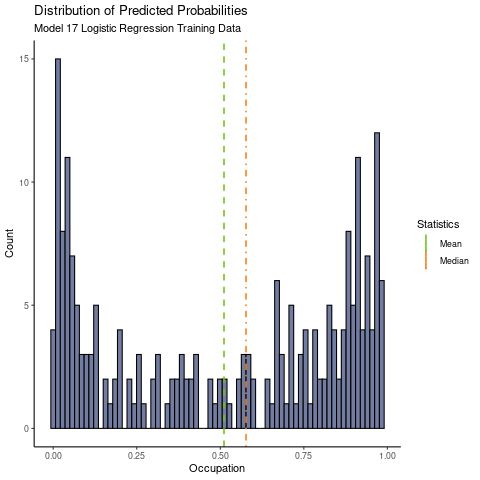 Distribution of Predicted Probabilities
Model 17 Logistic Regression Training Data
15
10
5
0
Count
0.00 0.25 0.50 0.75 1.00
Occupation
Statistics
Mean
Median